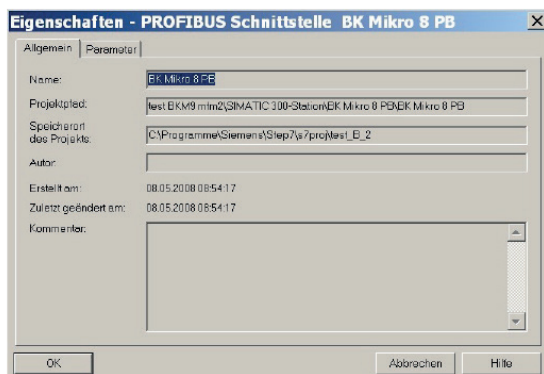 Eigenschaften - PROFIBUS Schnittstelle BK Mikro 8 PB
Allgemein Parameter
Name: BK Mikro 8 PB
Projektpfad: test BKM9 mfm2\SIMATIC 300-Station\BK Mikro 8 PB\BK Mikro 8 PB
Speicherort
des Projekts: C:\Programme\Siemens\Step7\s7proj\test_B_2
Autor:
Erstellt am: 08.05.2008 08:54:17
Zuletzt geändert am: 08.05.2008 08:54:17
Kommentar:
OK Abbrechen Hilfe